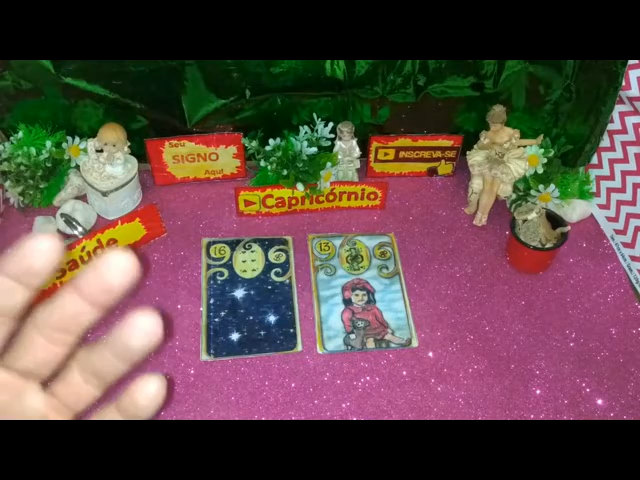 Seu
SIGNO
Aqui
INSCREVA-SE
Capricórnio
Saúde
16
13